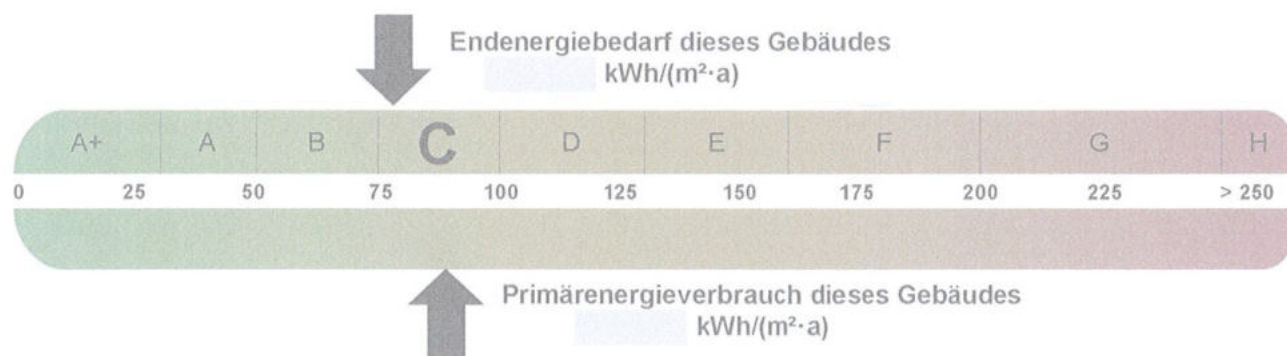 Endenergiebedarf dieses Gebäudes
kWh/(m²·a)
A+ A B C D E F G H
0 25 50 75 100 125 150 175 200 225 > 250
Primärenergieverbrauch dieses Gebäudes
kWh/(m²·a)